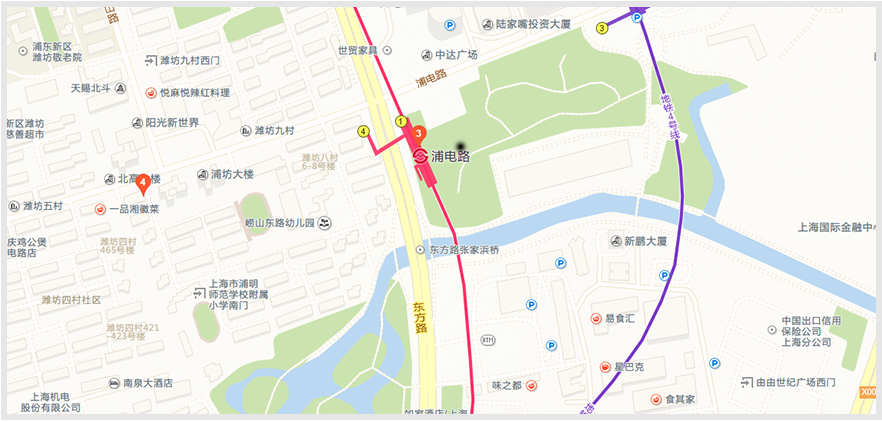 陆家嘴投资大厦
P
3
P
浦东新区
潍坊敬老院
潍坊九村西门
世贸家具
中达广场
浦电路
天赐北斗
悦麻悦辣红料理
地铁4号线
新区潍坊
慈善超市
阳光新世界
潍坊九村
4
1
3
浦电路
潍坊八村
6-8号楼
北高
楼
4
浦坊大楼
潍坊五村
一品湘徽菜
崂山东路幼儿园
上海国际金融中心
庆鸡公煲
电路店
潍坊四村
465号楼
东方路张家浜桥
新鹏大厦
P
P
上海市浦明
师范学校附属
小学南门
潍坊四村社区
东方路
P
易食汇
中国出口信用
保险公司
上海分公司
潍坊四村421
-423号楼
P
星巴克
P
南泉大酒店
味之都
由由世纪广场西门
上海机电
股份有限公司
食其家